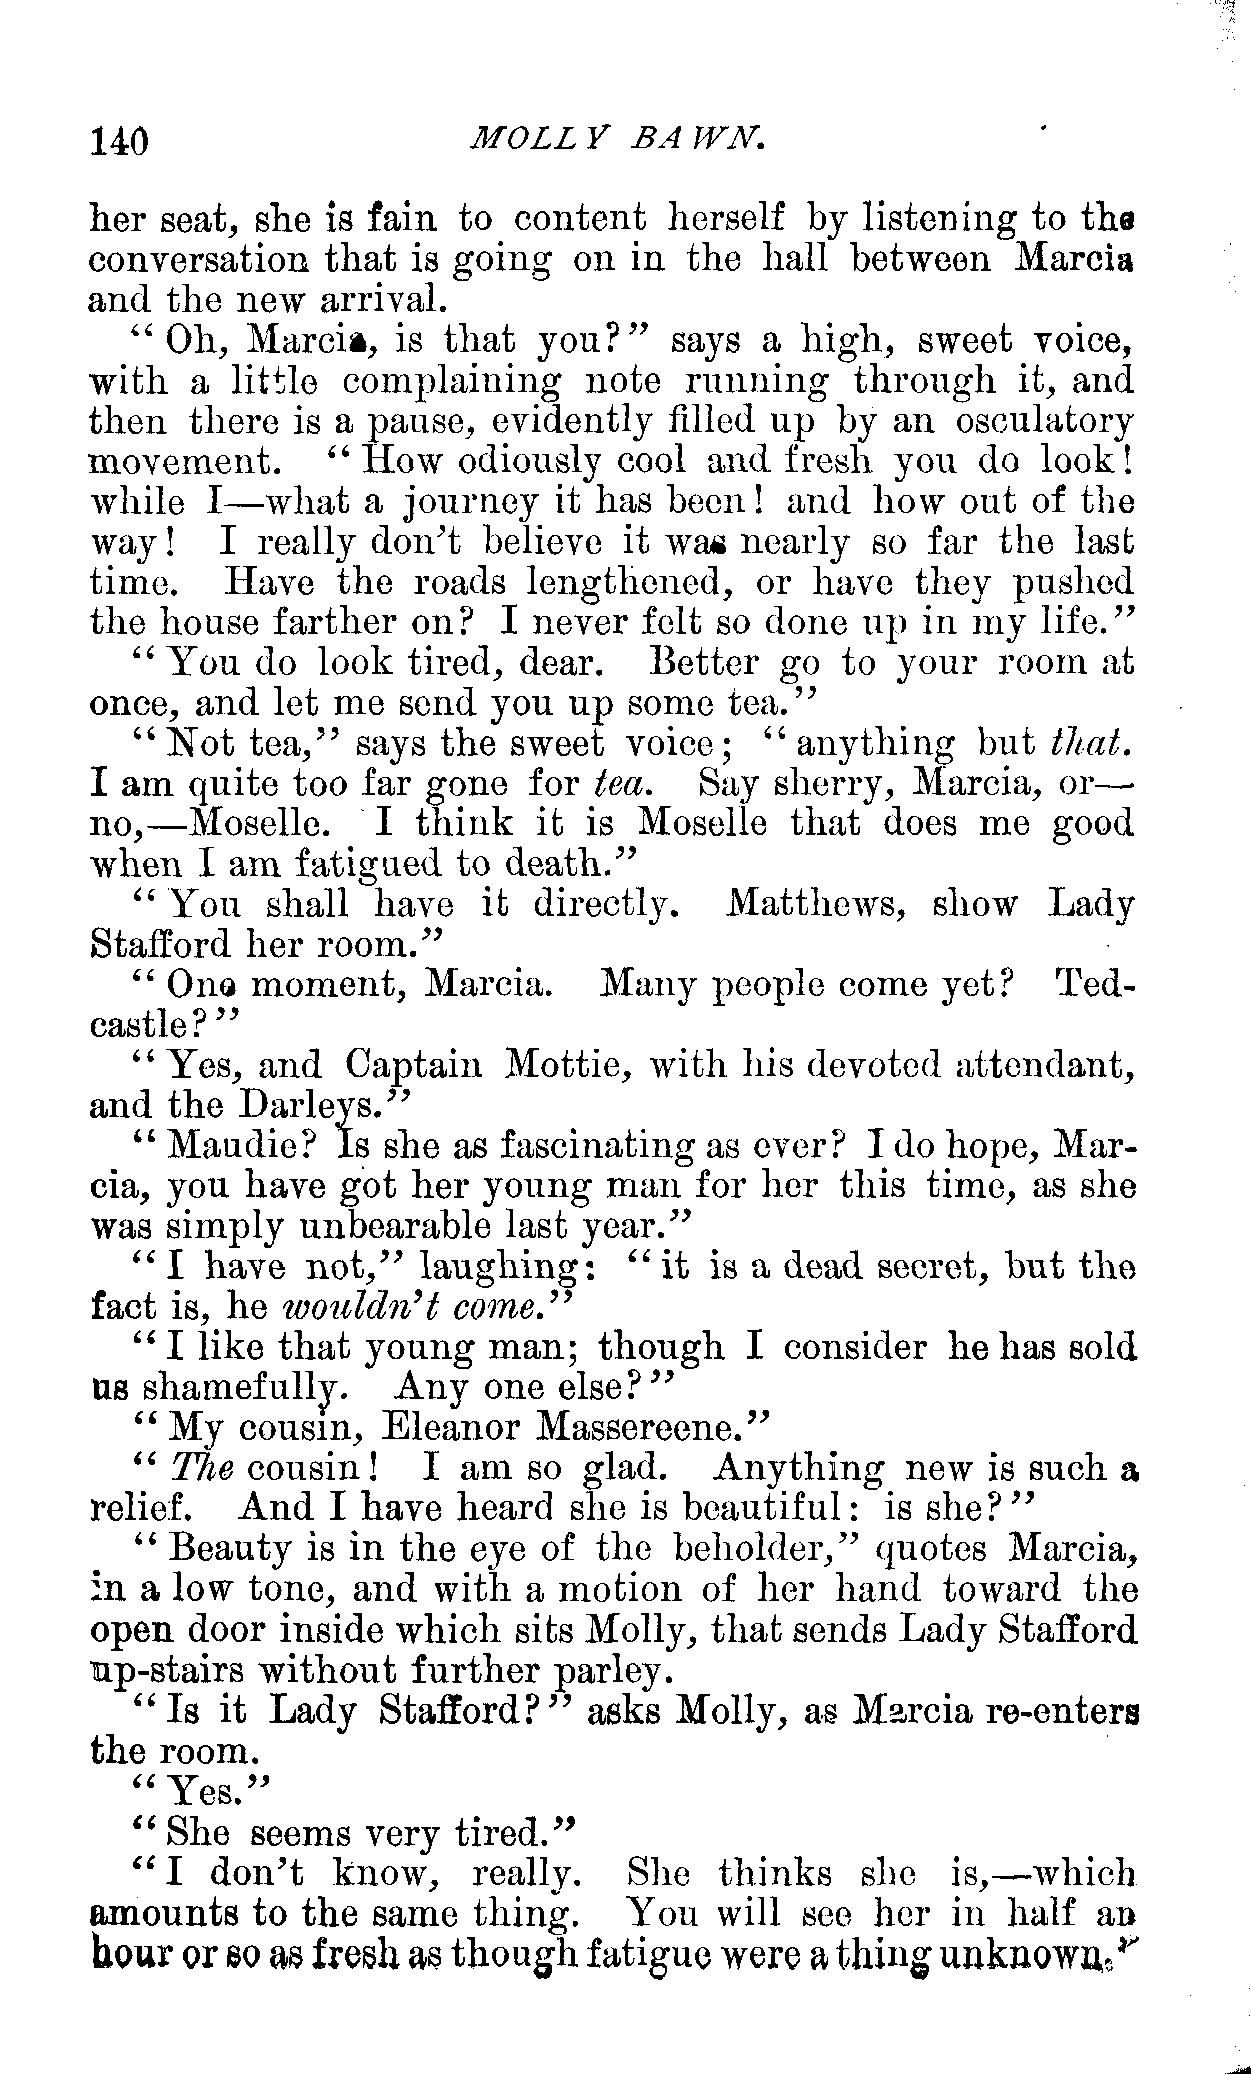 140 MOLLY BAWN.
her seat, she is fain to content herself by listening to the
conversation that is going on in the hall between Marcia
and the new arrival.
“Oh, Marcia, is that you?” says a high, sweet voice,
with a little complaining note running through it, and
then there is a pause, evidently filled up by an osculatory
movement. “How odiously cool and fresh you do look!
while I—what a journey it has been! and how out of the
way! I really don’t believe it was nearly so far the last
time. Have the roads lengthened, or have they pushed
the house farther on? I never felt so done up in my life.”
“You do look tired, dear. Better go to your room at
once, and let me send you up some tea.”
“Not tea,” says the sweet voice; “anything but that.
I am quite too far gone for tea. Say sherry, Marcia, or—
no,—Moselle. I think it is Moselle that does me good
when I am fatigued to death.”
“You shall have it directly. Matthews, show Lady
Stafford her room.”
“One moment, Marcia. Many people come yet? Ted-
castle?”
“Yes, and Captain Mottie, with his devoted attendant,
and the Darleys.”
“Maudie? Is she as fascinating as ever? I do hope, Mar-
cia, you have got her young man for her this time, as she
was simply unbearable last year.”
“I have not,” laughing: “it is a dead secret, but the
fact is, he wouldn’t come.”
“I like that young man; though I consider he has sold
us shamefully. Any one else?”
“My cousin, Eleanor Massereene.”
“The cousin! I am so glad. Anything new is such a
relief. And I have heard she is beautiful: is she?”
“Beauty is in the eye of the beholder,” quotes Marcia,
in a low tone, and with a motion of her hand toward the
open door inside which sits Molly, that sends Lady Stafford
up-stairs without further parley.
“Is it Lady Stafford?” asks Molly, as Marcia re-enters
the room.
“Yes.”
“She seems very tired.”
“I don’t know, really. She thinks she is,—which
amounts to the same thing. You will see her in half an
hour or so as fresh as though fatigue were a thing unknown.”